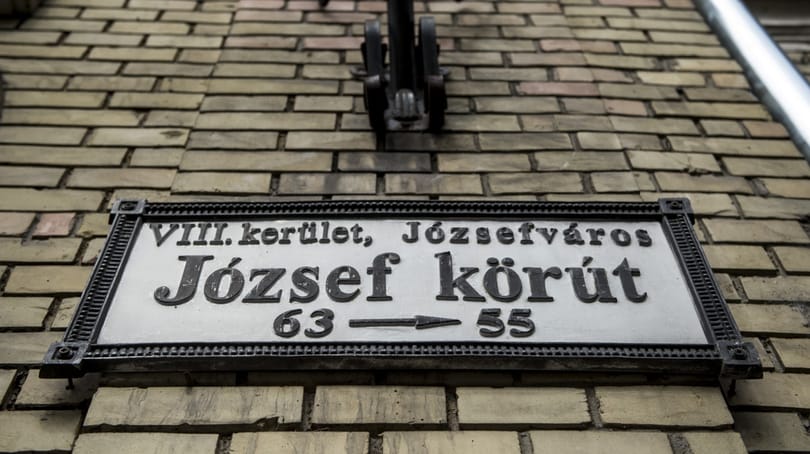 VIII. kerület, Józsefváros
József körút
63 → 55